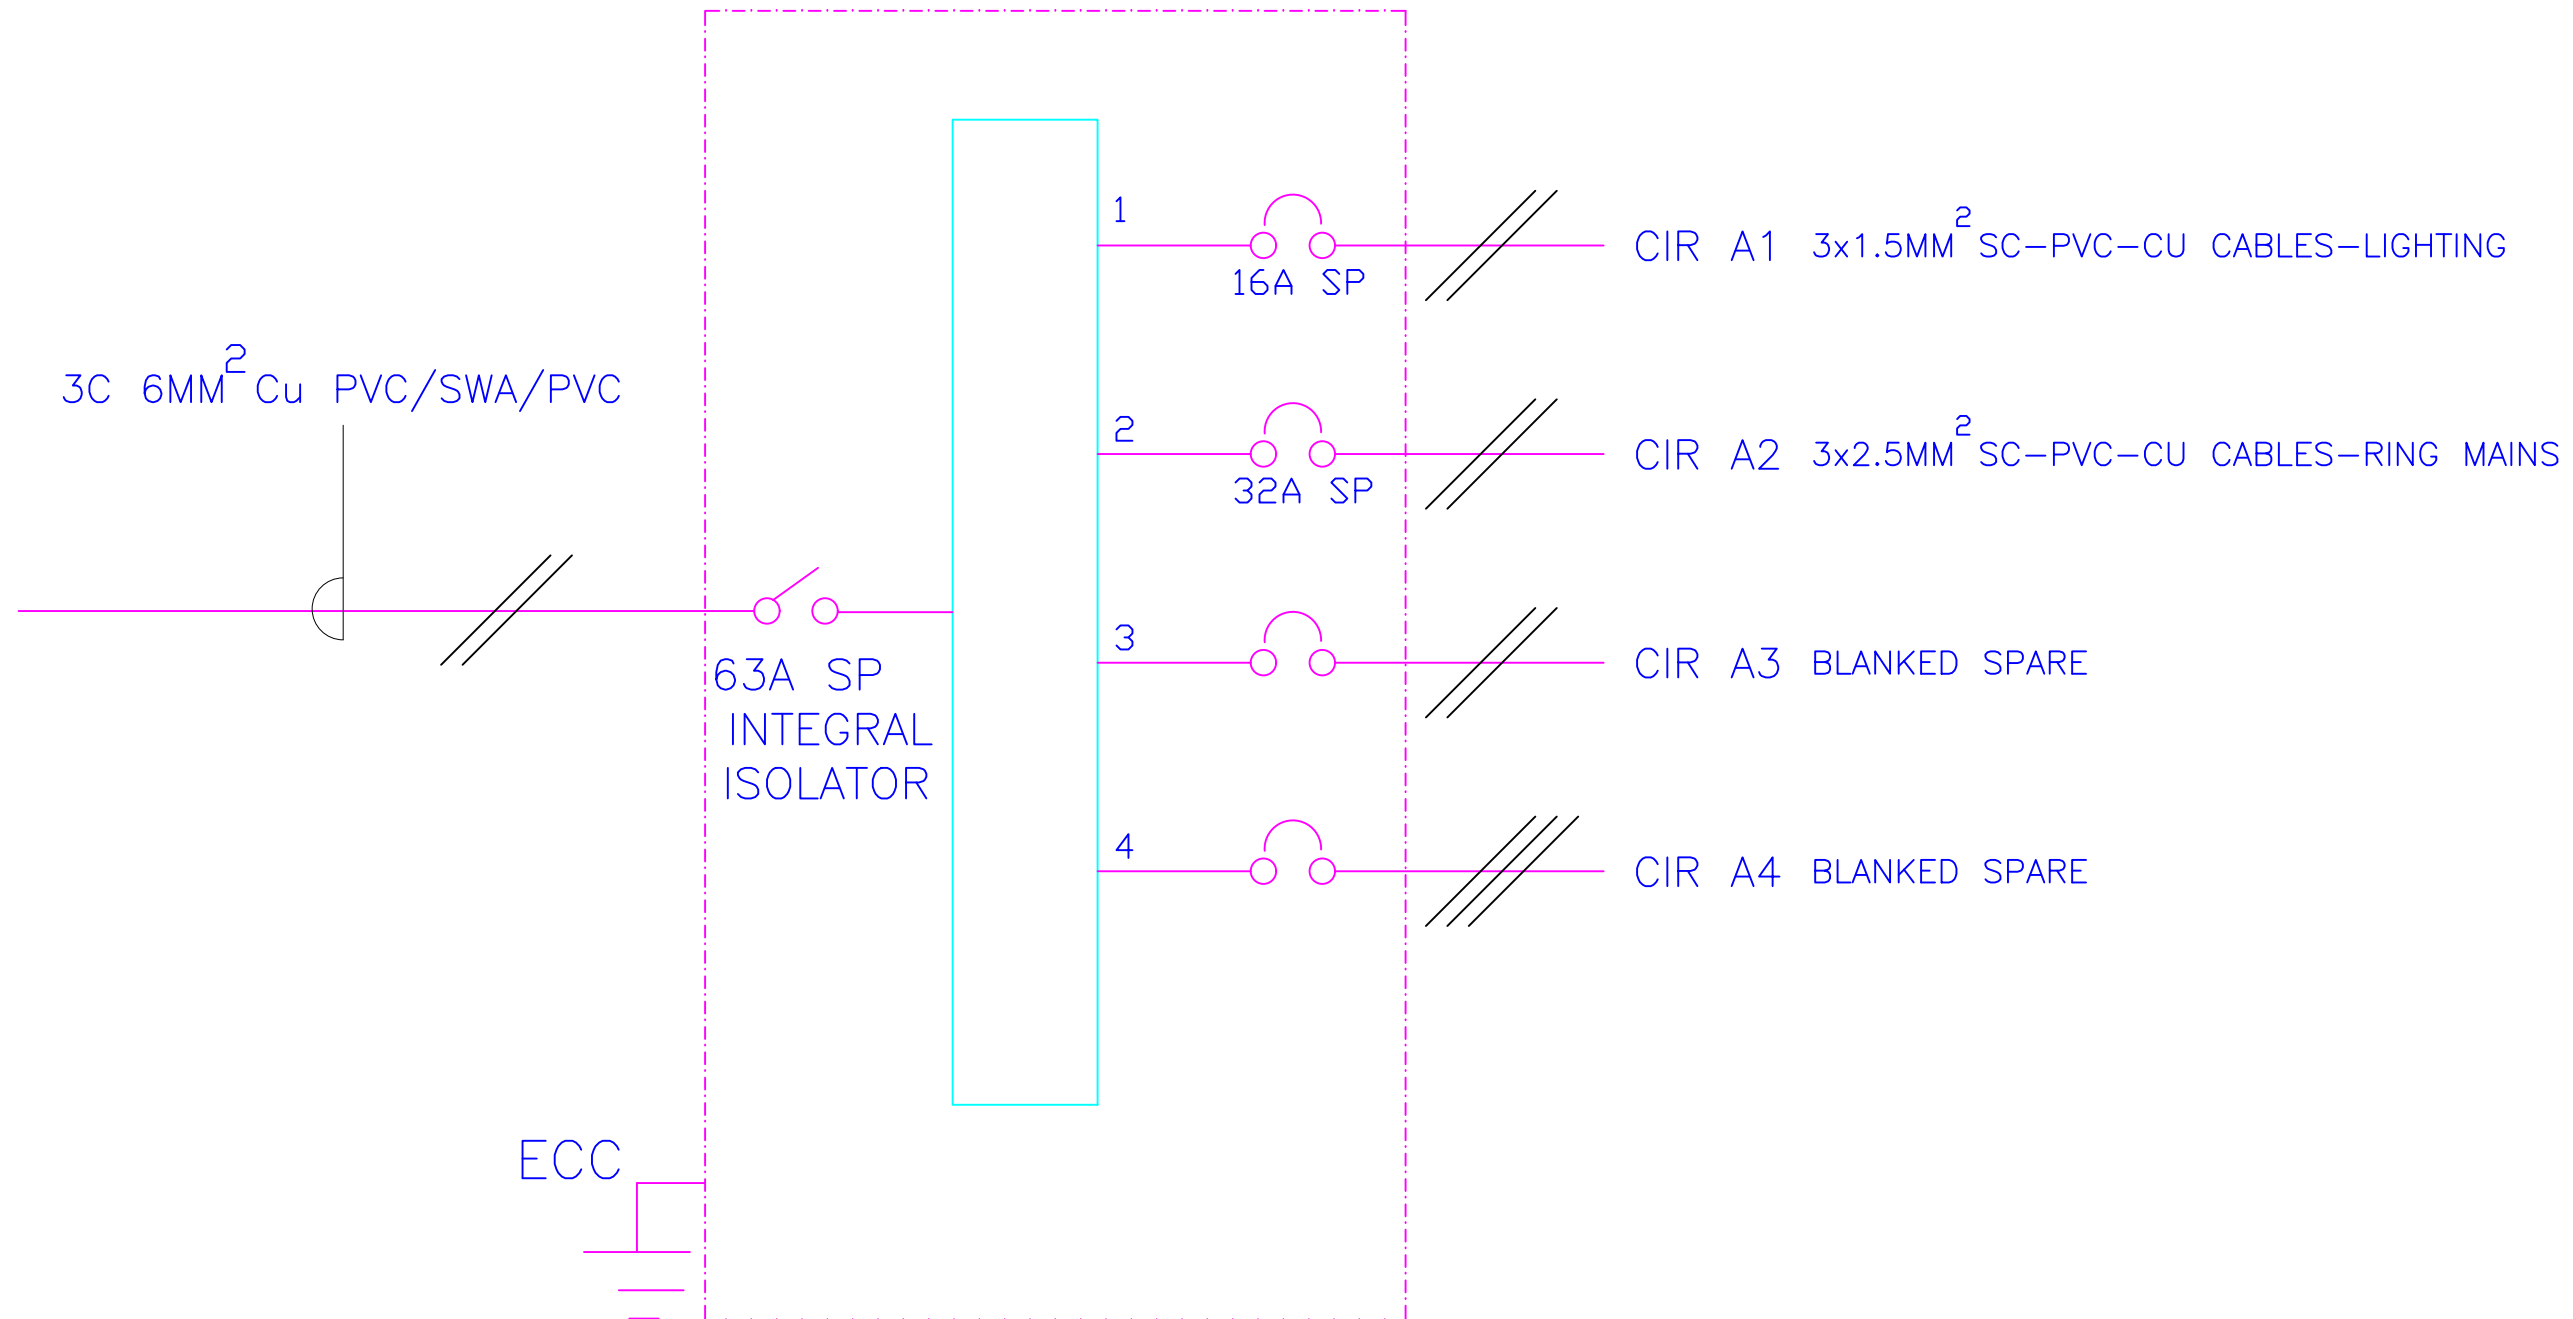 1
CIR A1 3x1.5MM² SC-PVC-CU CABLES-LIGHTING
16A SP
3C 6MM² Cu PVC/SWA/PVC
2
CIR A2 3x2.5MM² SC-PVC-CU CABLES-RING MAINS
32A SP
3
CIR A3 BLANKED SPARE
63A SP
INTEGRAL
ISOLATOR
4
CIR A4 BLANKED SPARE
ECC